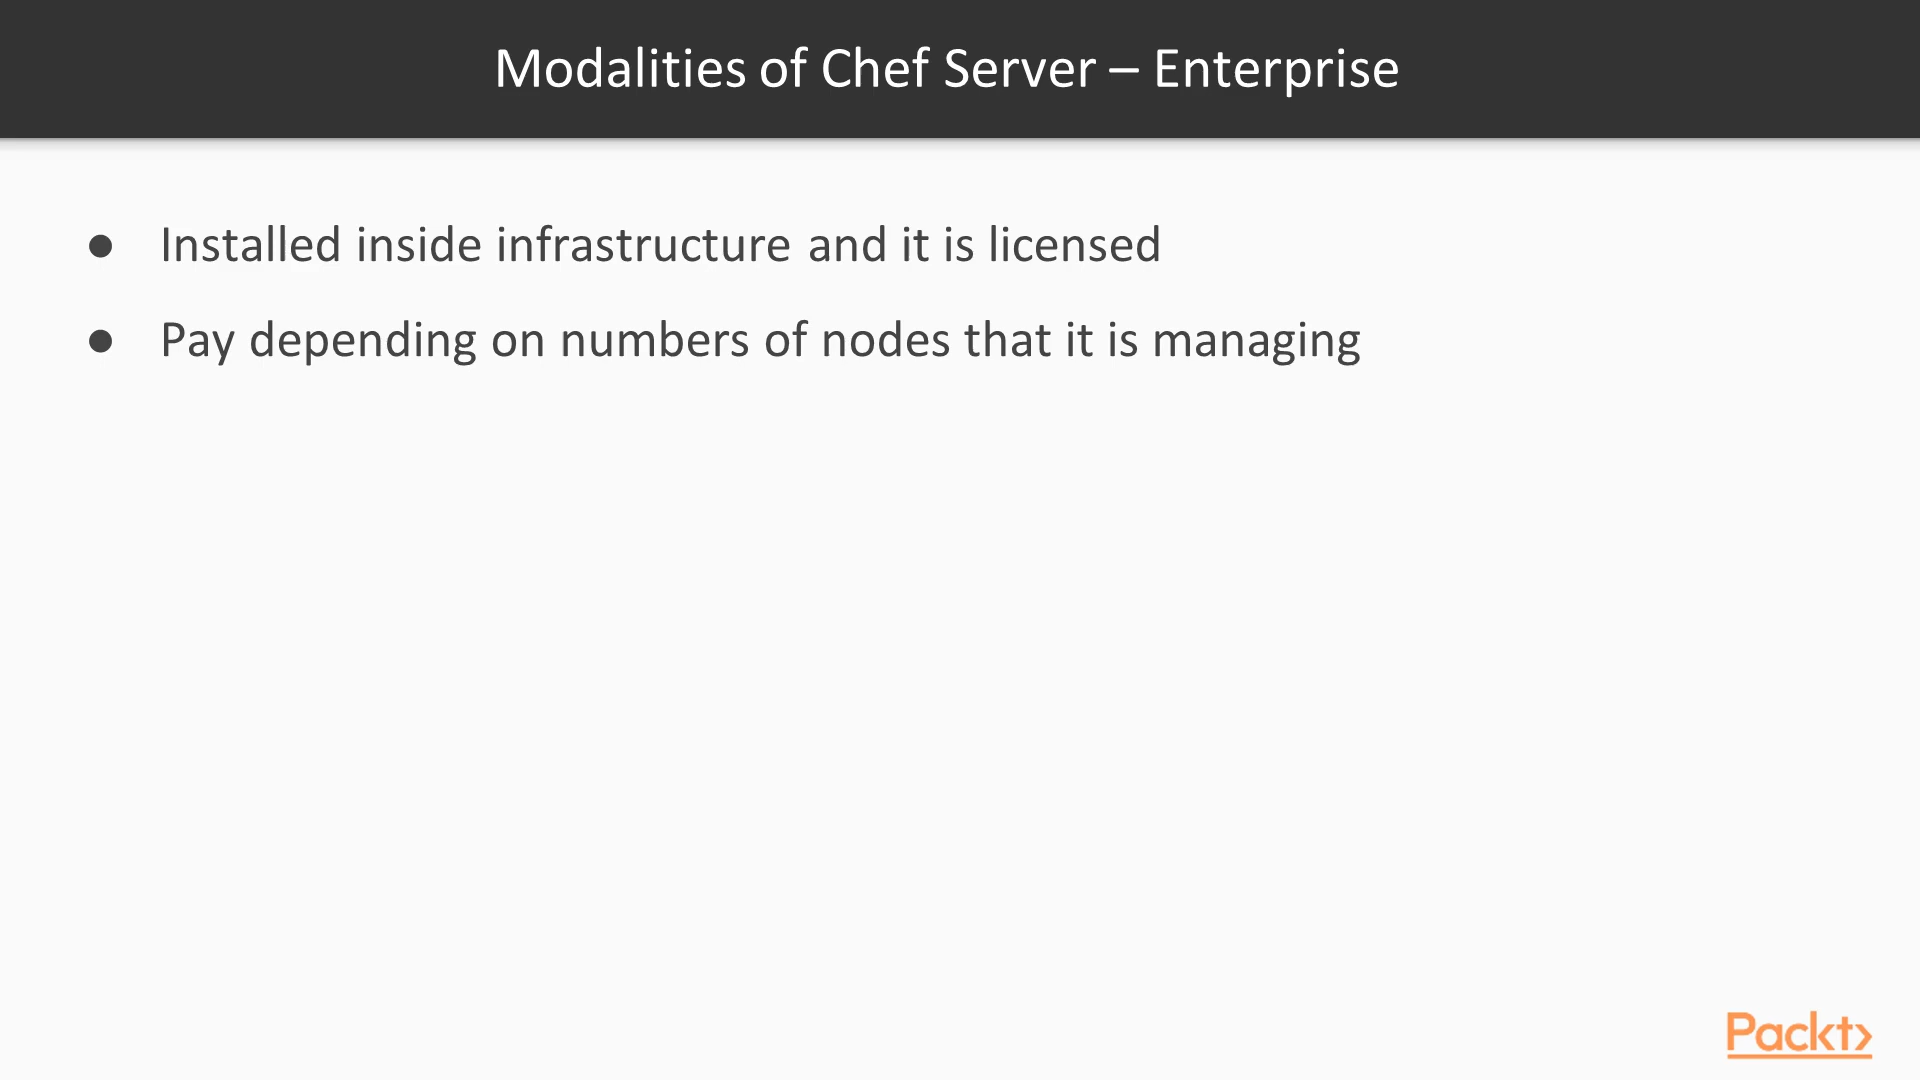 Modalities of Chef Server – Enterprise
● Installed inside infrastructure and it is licensed
● Pay depending on numbers of nodes that it is managing
Packt>